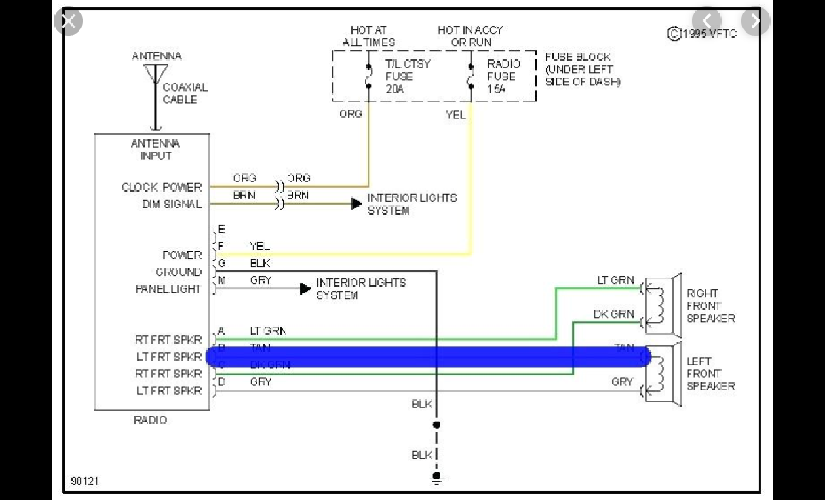 ©1995 VFTC
HOT AT
ALL TIMES
HOT IN ACCY
OR RUN
T/L CTSY
FUSE
20A
RADIO
FUSE
15A
FUSE BLOCK
(UNDER LEFT
SIDE OF DASH)
ANTENNA
COAXIAL
CABLE
ORG
YEL
ANTENNA
INPUT
CLOCK POWER
ORG
ORG
DIM SIGNAL
BRN
BRN
INTERIOR LIGHTS
SYSTEM
E
POWER
F
YEL
GROUND
G
BLK
PANEL LIGHT
M
GRY
INTERIOR LIGHTS
SYSTEM
LT GRN
DK GRN
RIGHT
FRONT
SPEAKER
RT FRT SPKR
A
LT GRN
LT FRT SPKR
TAN
TAN
RT FRT SPKR
DK GRN
LT FRT SPKR
D
GRY
GRY
LEFT
FRONT
SPEAKER
RADIO
BLK
BLK
90121